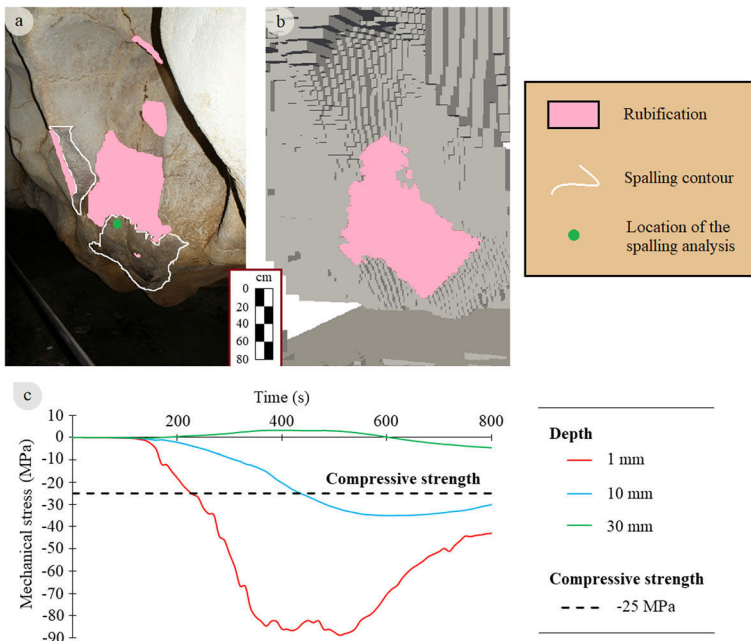 a
b
cm
0
20
40
60
80
Rubification
Spalling contour
Location of the
spalling analysis
c
Time (s)
200
400
600
800
10
0
-10
-20
-30
-40
-50
-60
-70
-80
-90
Mechanical stress (MPa)
Compressive strength
Depth
1 mm
10 mm
30 mm
Compressive strength
-25 MPa